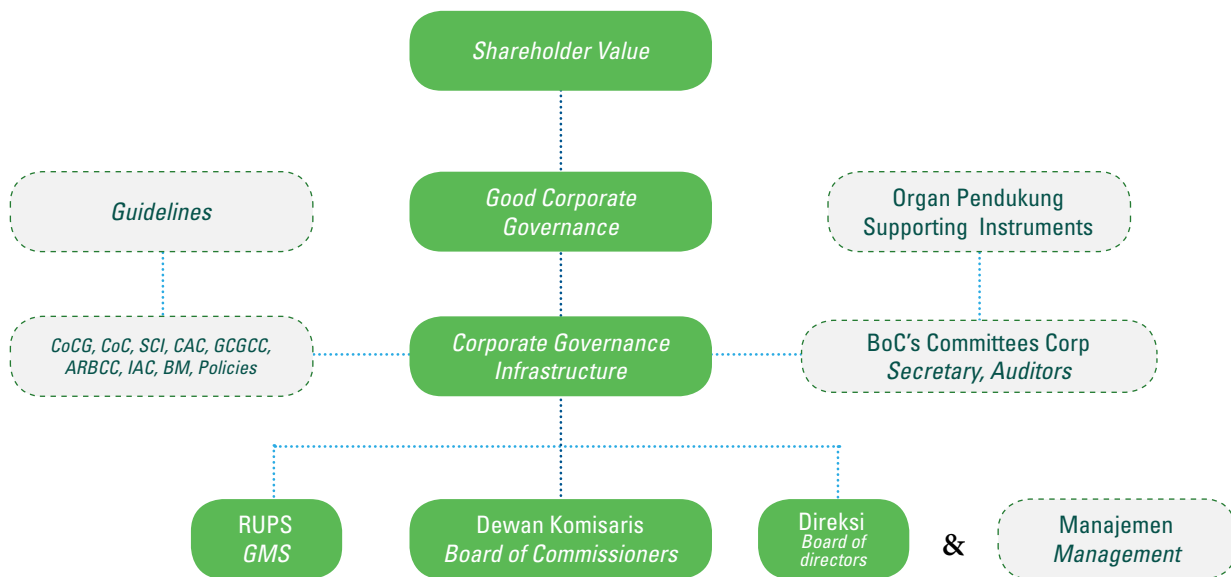 Shareholder Value
Guidelines
Good Corporate
Governance
Organ Pendukung
Supporting Instruments
CoCG, CoC, SCI, CAC, GCGCC,
ARBCC, IAC, BM, Policies
Corporate Governance
Infrastructure
BoC's Committees Corp
Secretary, Auditors
RUPS
GMS
Dewan Komisaris
Board of Commissioners
Direksi
Board of
directors
&
Manajemen
Management